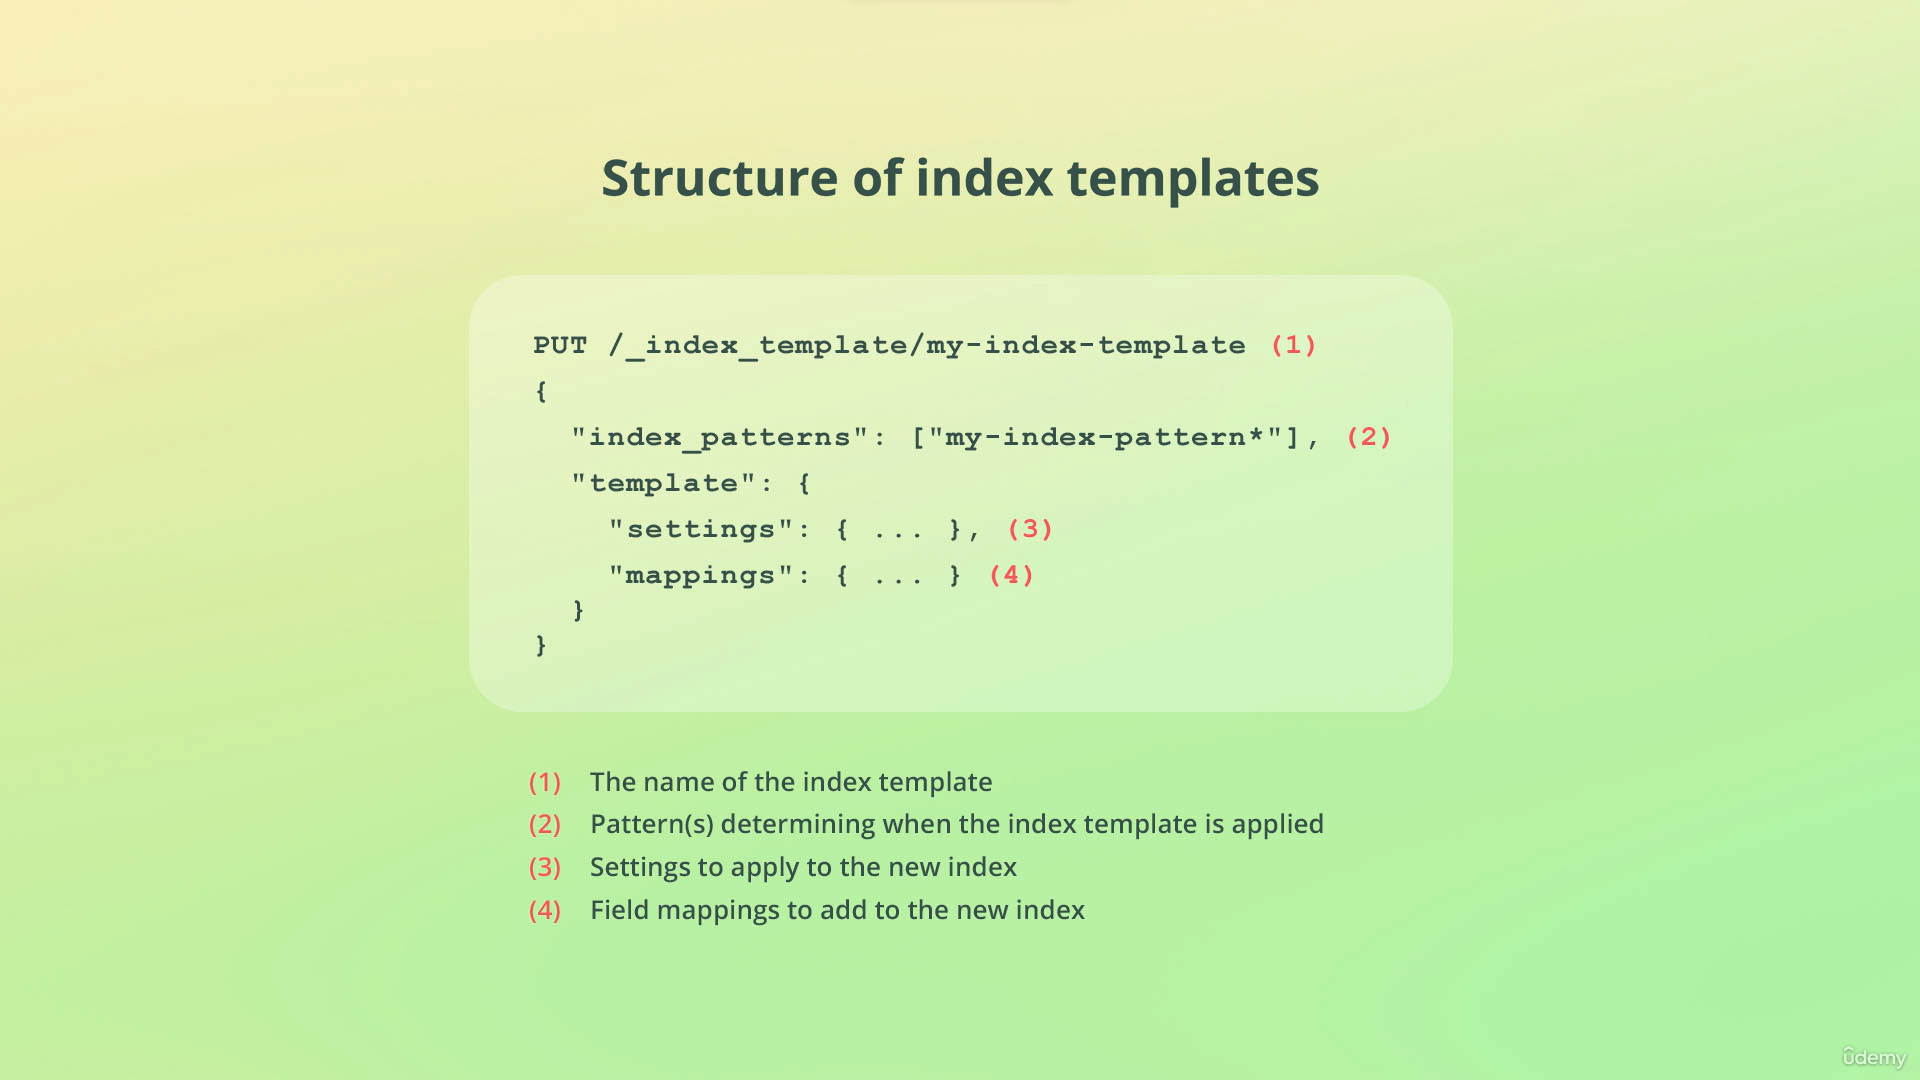 Structure of index templates
PUT /_index_template/my-index-template (1)
{
"index_patterns": ["my-index-pattern*"], (2)
"template": {
"settings": { ... }, (3)
"mappings": { ... } (4)
}
}
(1) The name of the index template
(2) Pattern(s) determining when the index template is applied
(3) Settings to apply to the new index
(4) Field mappings to add to the new index
ûdemy